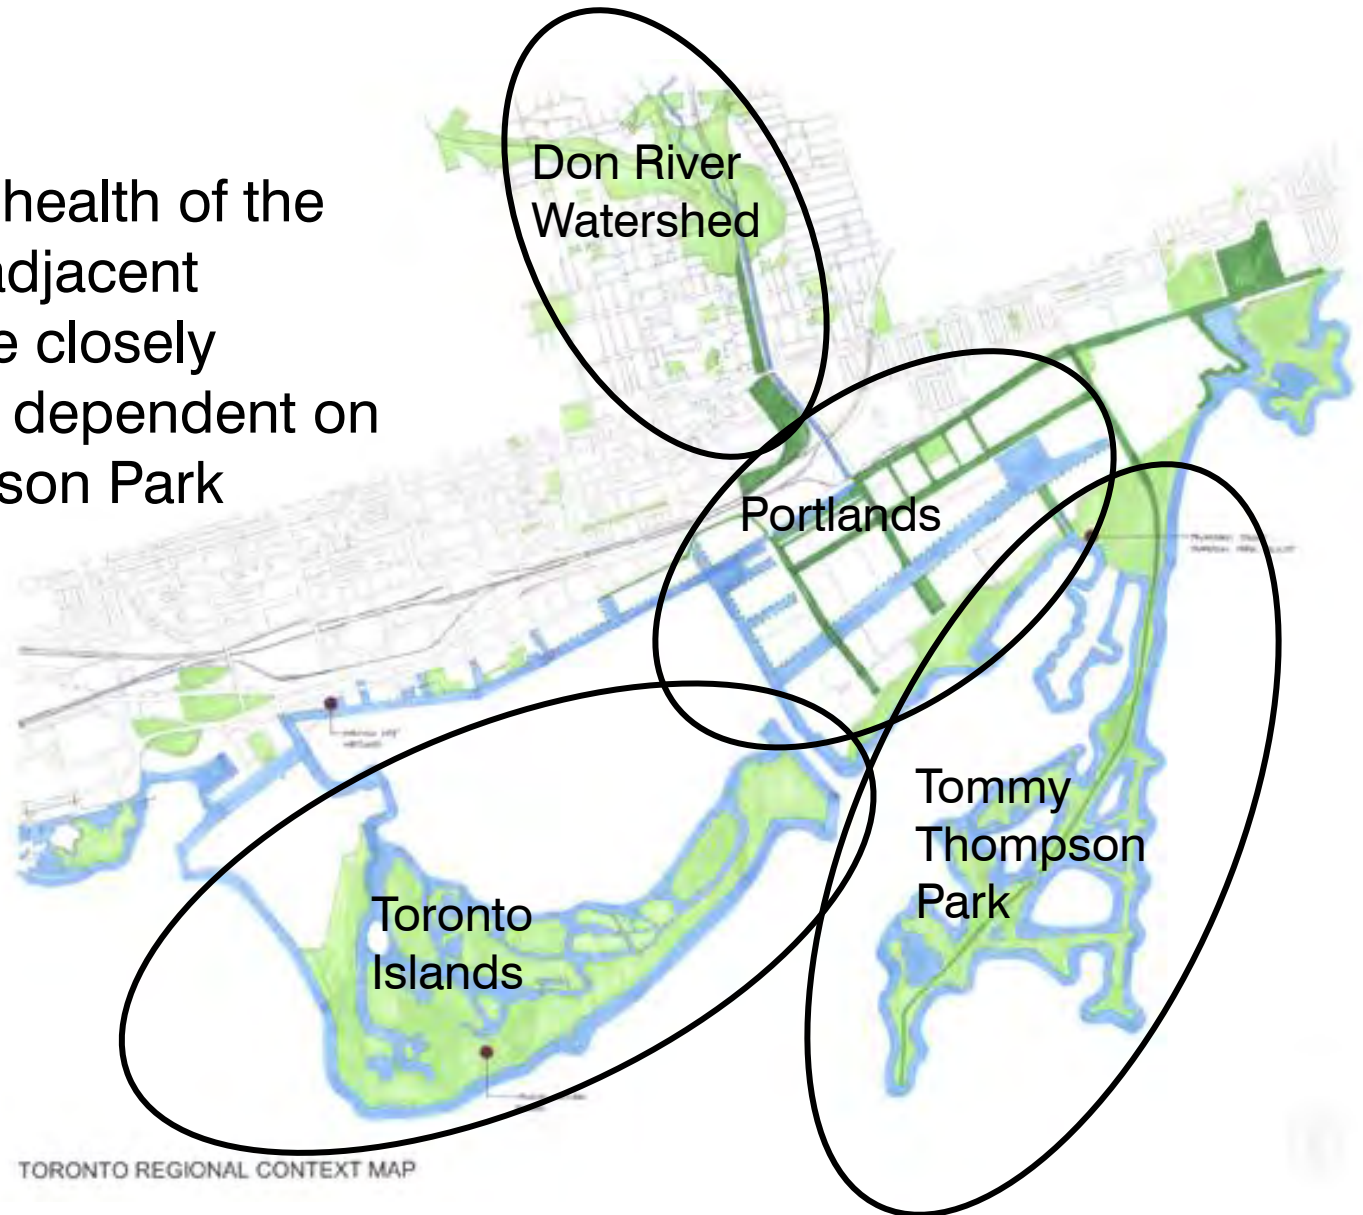 health of the
adjacent
e closely
dependent on
son Park
Don River
Watershed
Portlands
Tommy
Thompson
Park
Toronto
Islands
TORONTO REGIONAL CONTEXT MAP